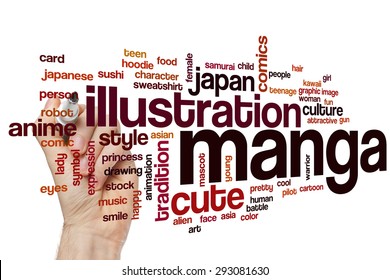 card
teen
hoodie
food
female
samurai
child
comics
people
hair
japanese
sushi
character
sweatshirt
japan
kawaii
girl
person
teenage
graphic image
robot
illustration
woman
fun
culture
anime
attractive
gun
comic
style
asian
manga
lady
symbol
expression
princess
tradition
mascot
young
warrior
drawing
animation
eyes
stock
happy
cute
pretty
cool
pilot
cartoon
music
human
battle
smile
alien
face
asia
color
art
shutterstock.com · 293081630